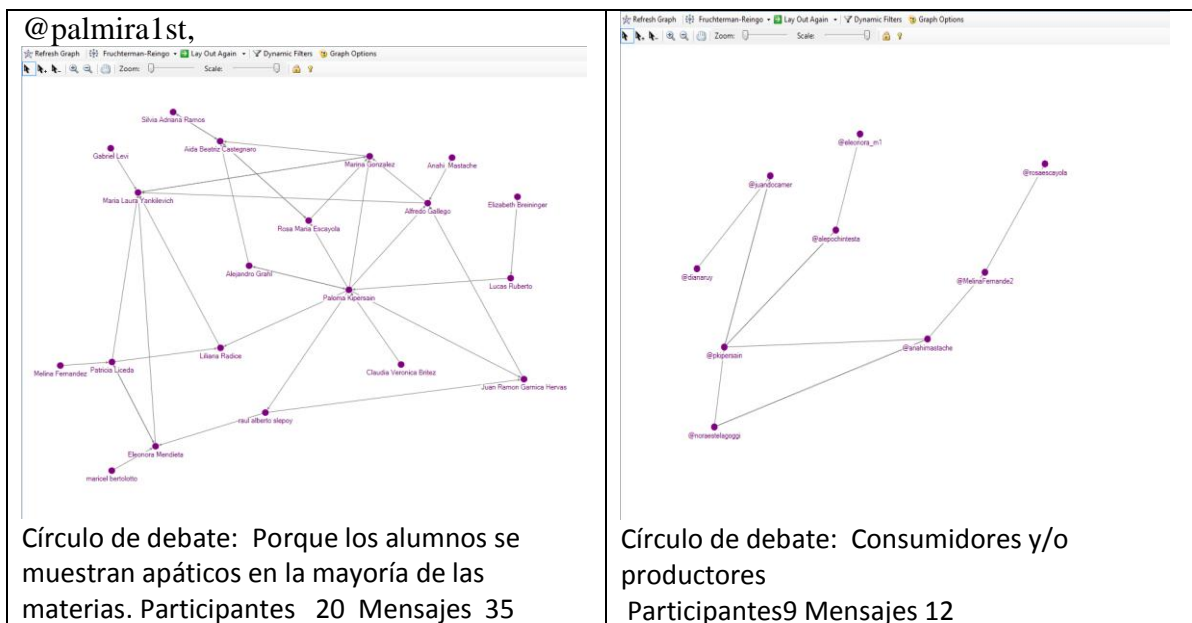 @palmira1st,
Refresh Graph Fruchterman-Reingo Lay Out Again Dynamic Filters Graph Options
Zoom: Scale:
Silvia Adriana Ramos
Gabriel Levi
Aida Beatriz Castegnaro
Marina Gonzalez
Anahi Mastache
Maria Laura Yankilevich
Alfredo Gallego
Elizabeth Breininger
Rosa Maria Escayola
Alejandro Grahl
Paloma Kipersain
Lucas Ruberto
Liliana Radice
Melina Fernandez
Patricia Liceda
Claudia Veronica Britez
Juan Ramon Garnica Hervas
raul alberto slepoy
Eleonora Mendieta
maricel bertolotto
Círculo de debate: Porque los alumnos se
muestran apáticos en la mayoría de las
materias. Participantes 20 Mensajes 35
Refresh Graph Fruchterman-Reingo Lay Out Again Dynamic Filters Graph Options
Zoom: Scale:
@eleonora_m1
@juandocamer
@rosaescayola
@alepochintesta
@dianaruy
@MelinaFernande2
@pkipersain
@anahimastache
@noraestelagoggi
Círculo de debate: Consumidores y/o
productores
Participantes9 Mensajes 12